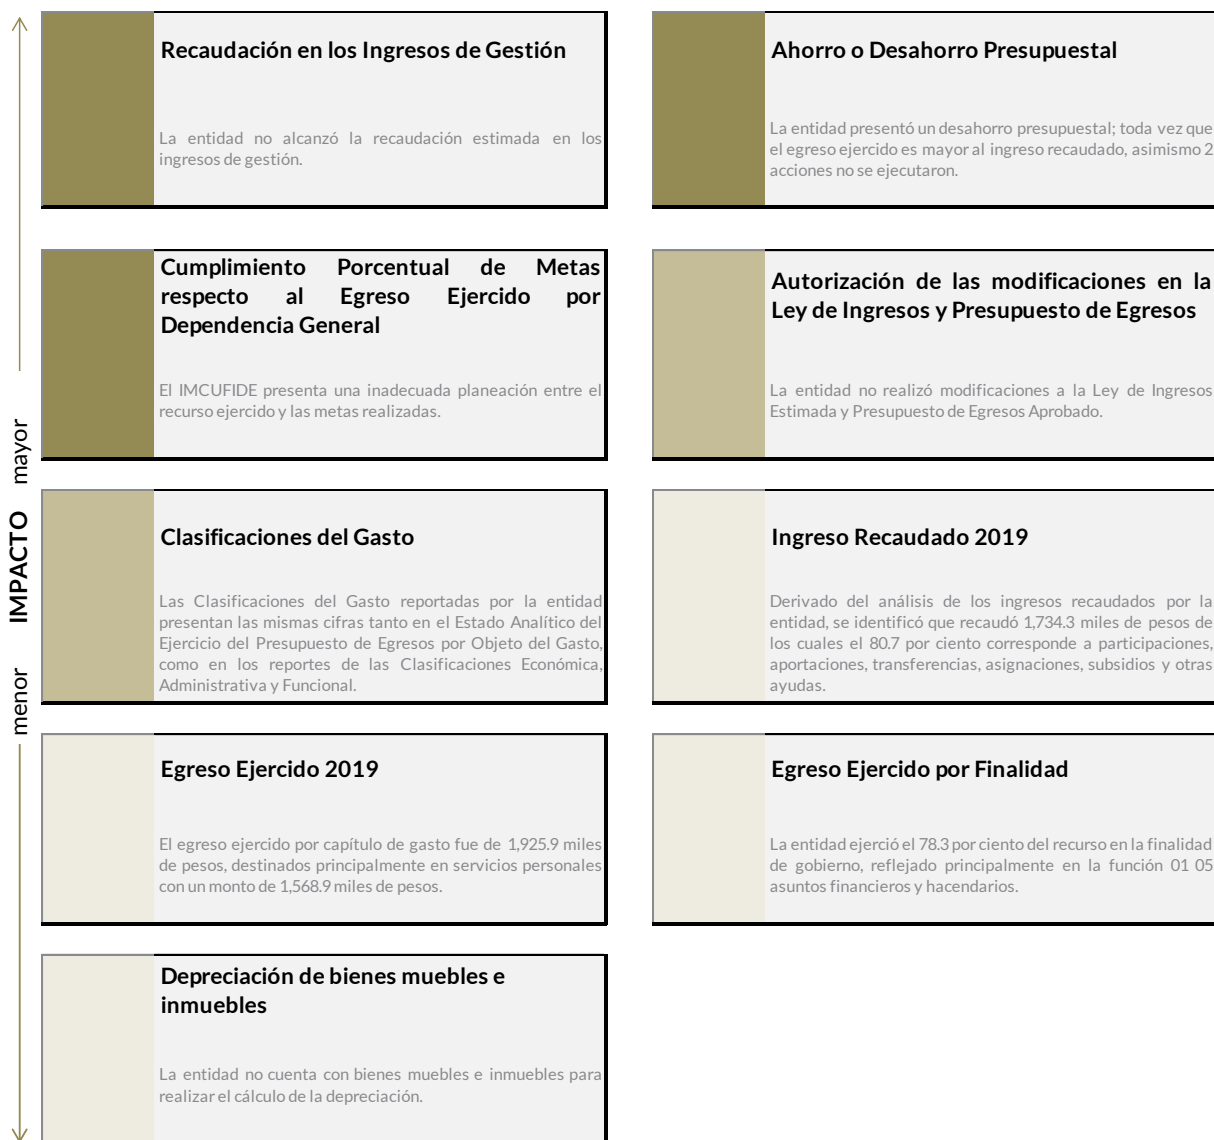 Recaudación en los Ingresos de Gestión
La entidad no alcanzó la recaudación estimada en los
ingresos de gestión.
Ahorro o Desahorro Presupuestal
La entidad presentó un desahorro presupuestal; toda vez que
el egreso ejercido es mayor al ingreso recaudado, asimismo 2
acciones no se ejecutaron.
Cumplimiento Porcentual de Metas
respecto al Egreso Ejercido por
Dependencia General
El IMCUFIDE presenta una inadecuada planeación entre el
recurso ejercido y las metas realizadas.
Autorización de las modificaciones en la
Ley de Ingresos y Presupuesto de Egresos
La entidad no realizó modificaciones a la Ley de Ingresos
Estimada y Presupuesto de Egresos Aprobado.
menor IMPACTO mayor
Clasificaciones del Gasto
Las Clasificaciones del Gasto reportadas por la entidad
presentan las mismas cifras tanto en el Estado Analítico del
Ejercicio del Presupuesto de Egresos por Objeto del Gasto,
como en los reportes de las Clasificaciones Económica,
Administrativa y Funcional.
Ingreso Recaudado 2019
Derivado del análisis de los ingresos recaudados por la
entidad, se identificó que recaudó 1,734.3 miles de pesos de
los cuales el 80.7 por ciento corresponde a participaciones,
aportaciones, transferencias, asignaciones, subsidios y otras
ayudas.
Egreso Ejercido 2019
El egreso ejercido por capítulo de gasto fue de 1,925.9 miles
de pesos, destinados principalmente en servicios personales
con un monto de 1,568.9 miles de pesos.
Egreso Ejercido por Finalidad
La entidad ejerció el 78.3 por ciento del recurso en la finalidad
de gobierno, reflejado principalmente en la función 01 05
asuntos financieros y hacendarios.
Depreciación de bienes muebles e
inmuebles
La entidad no cuenta con bienes muebles e inmuebles para
realizar el cálculo de la depreciación.